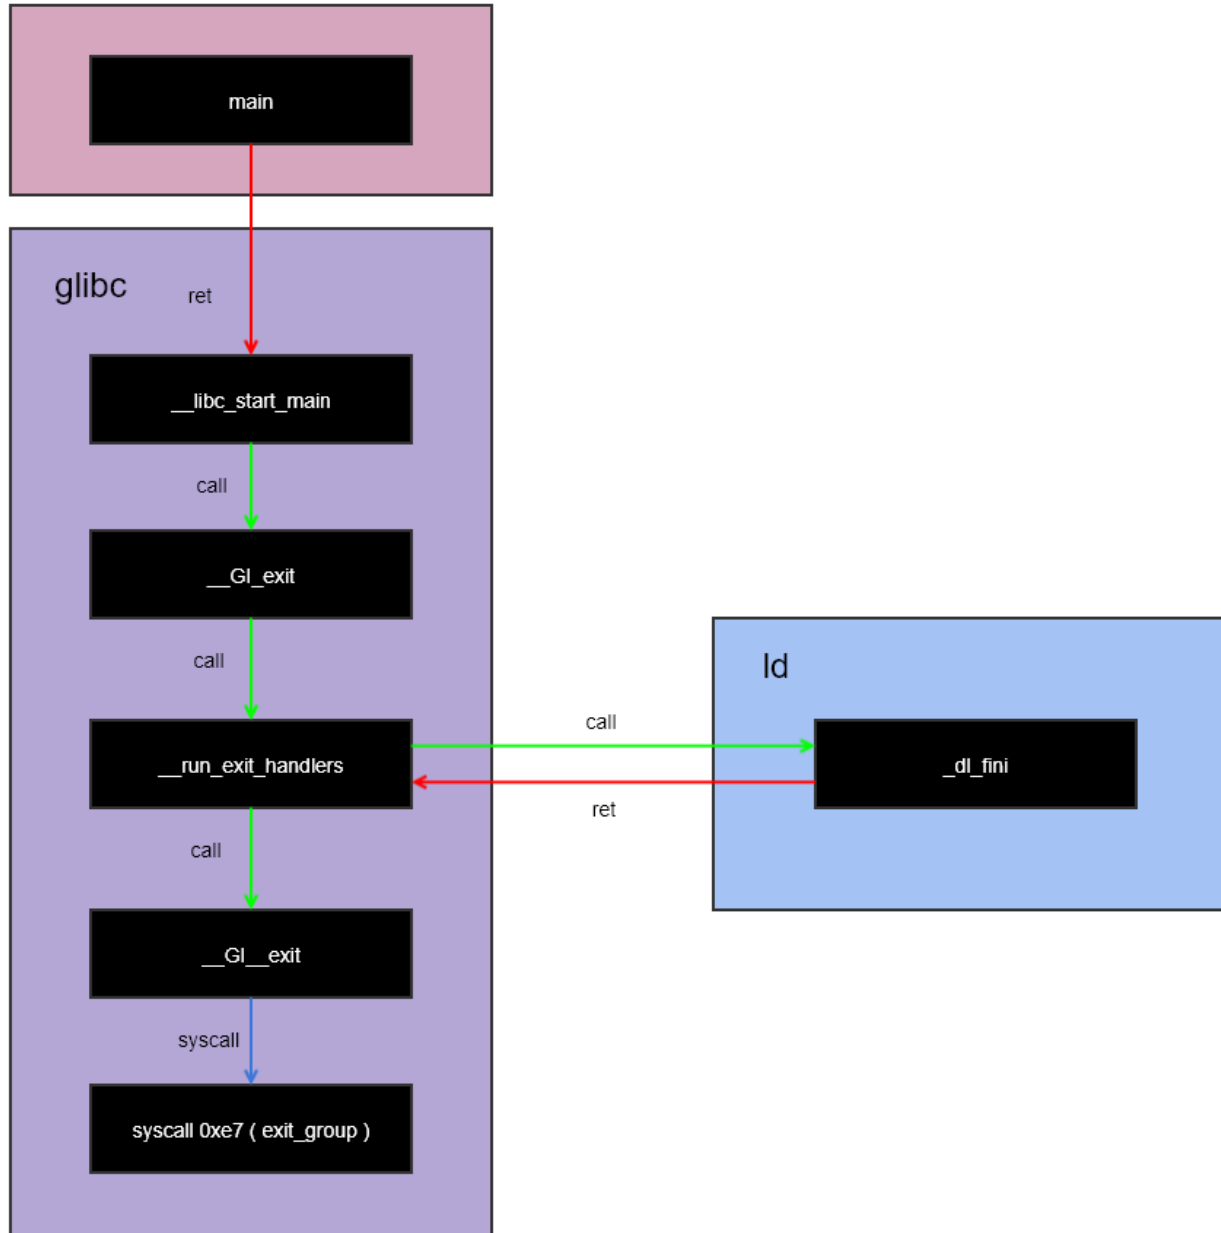 main
glibc
ret
__libc_start_main
call
__GI_exit
call
ld
call
__run_exit_handlers
_dl_fini
ret
call
__GI__exit
syscall
syscall 0xe7 ( exit_group )